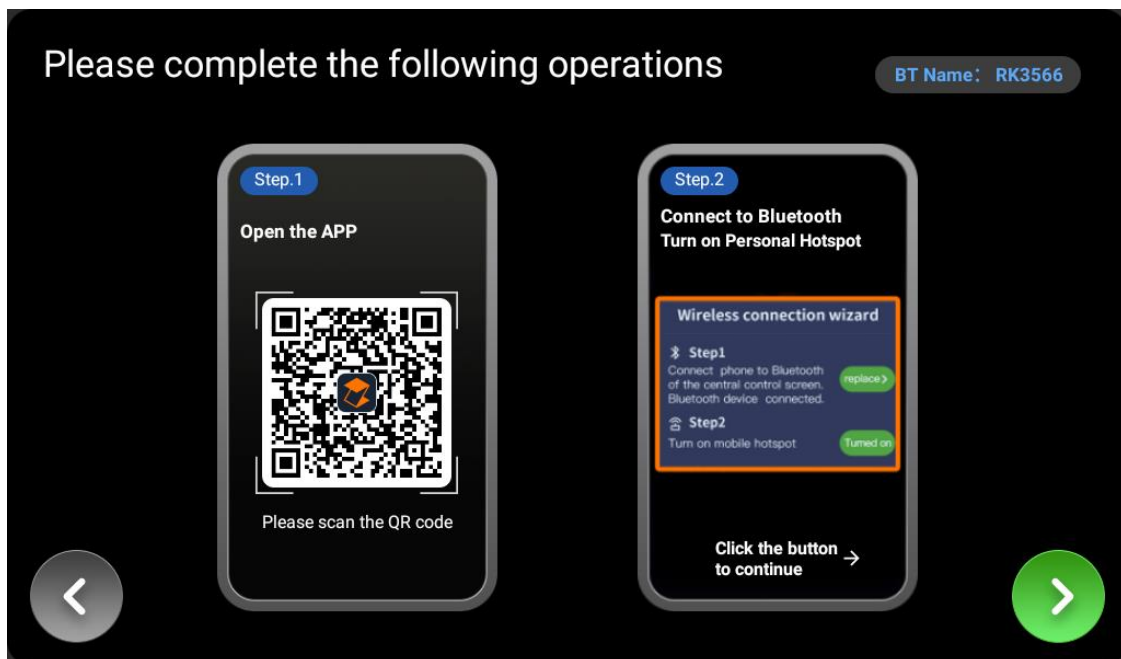 Please complete the following operations
BT Name： RK3566
Step.1
Open the APP
Please scan the QR code
Step.2
Connect to Bluetooth
Turn on Personal Hotspot
Wireless connection wizard
Step1
Connect phone to Bluetooth
of the central control screen.
Bluetooth device connected.
replace>
Step2
Turn on mobile hotspot
Turned on
Click the button →
to continue